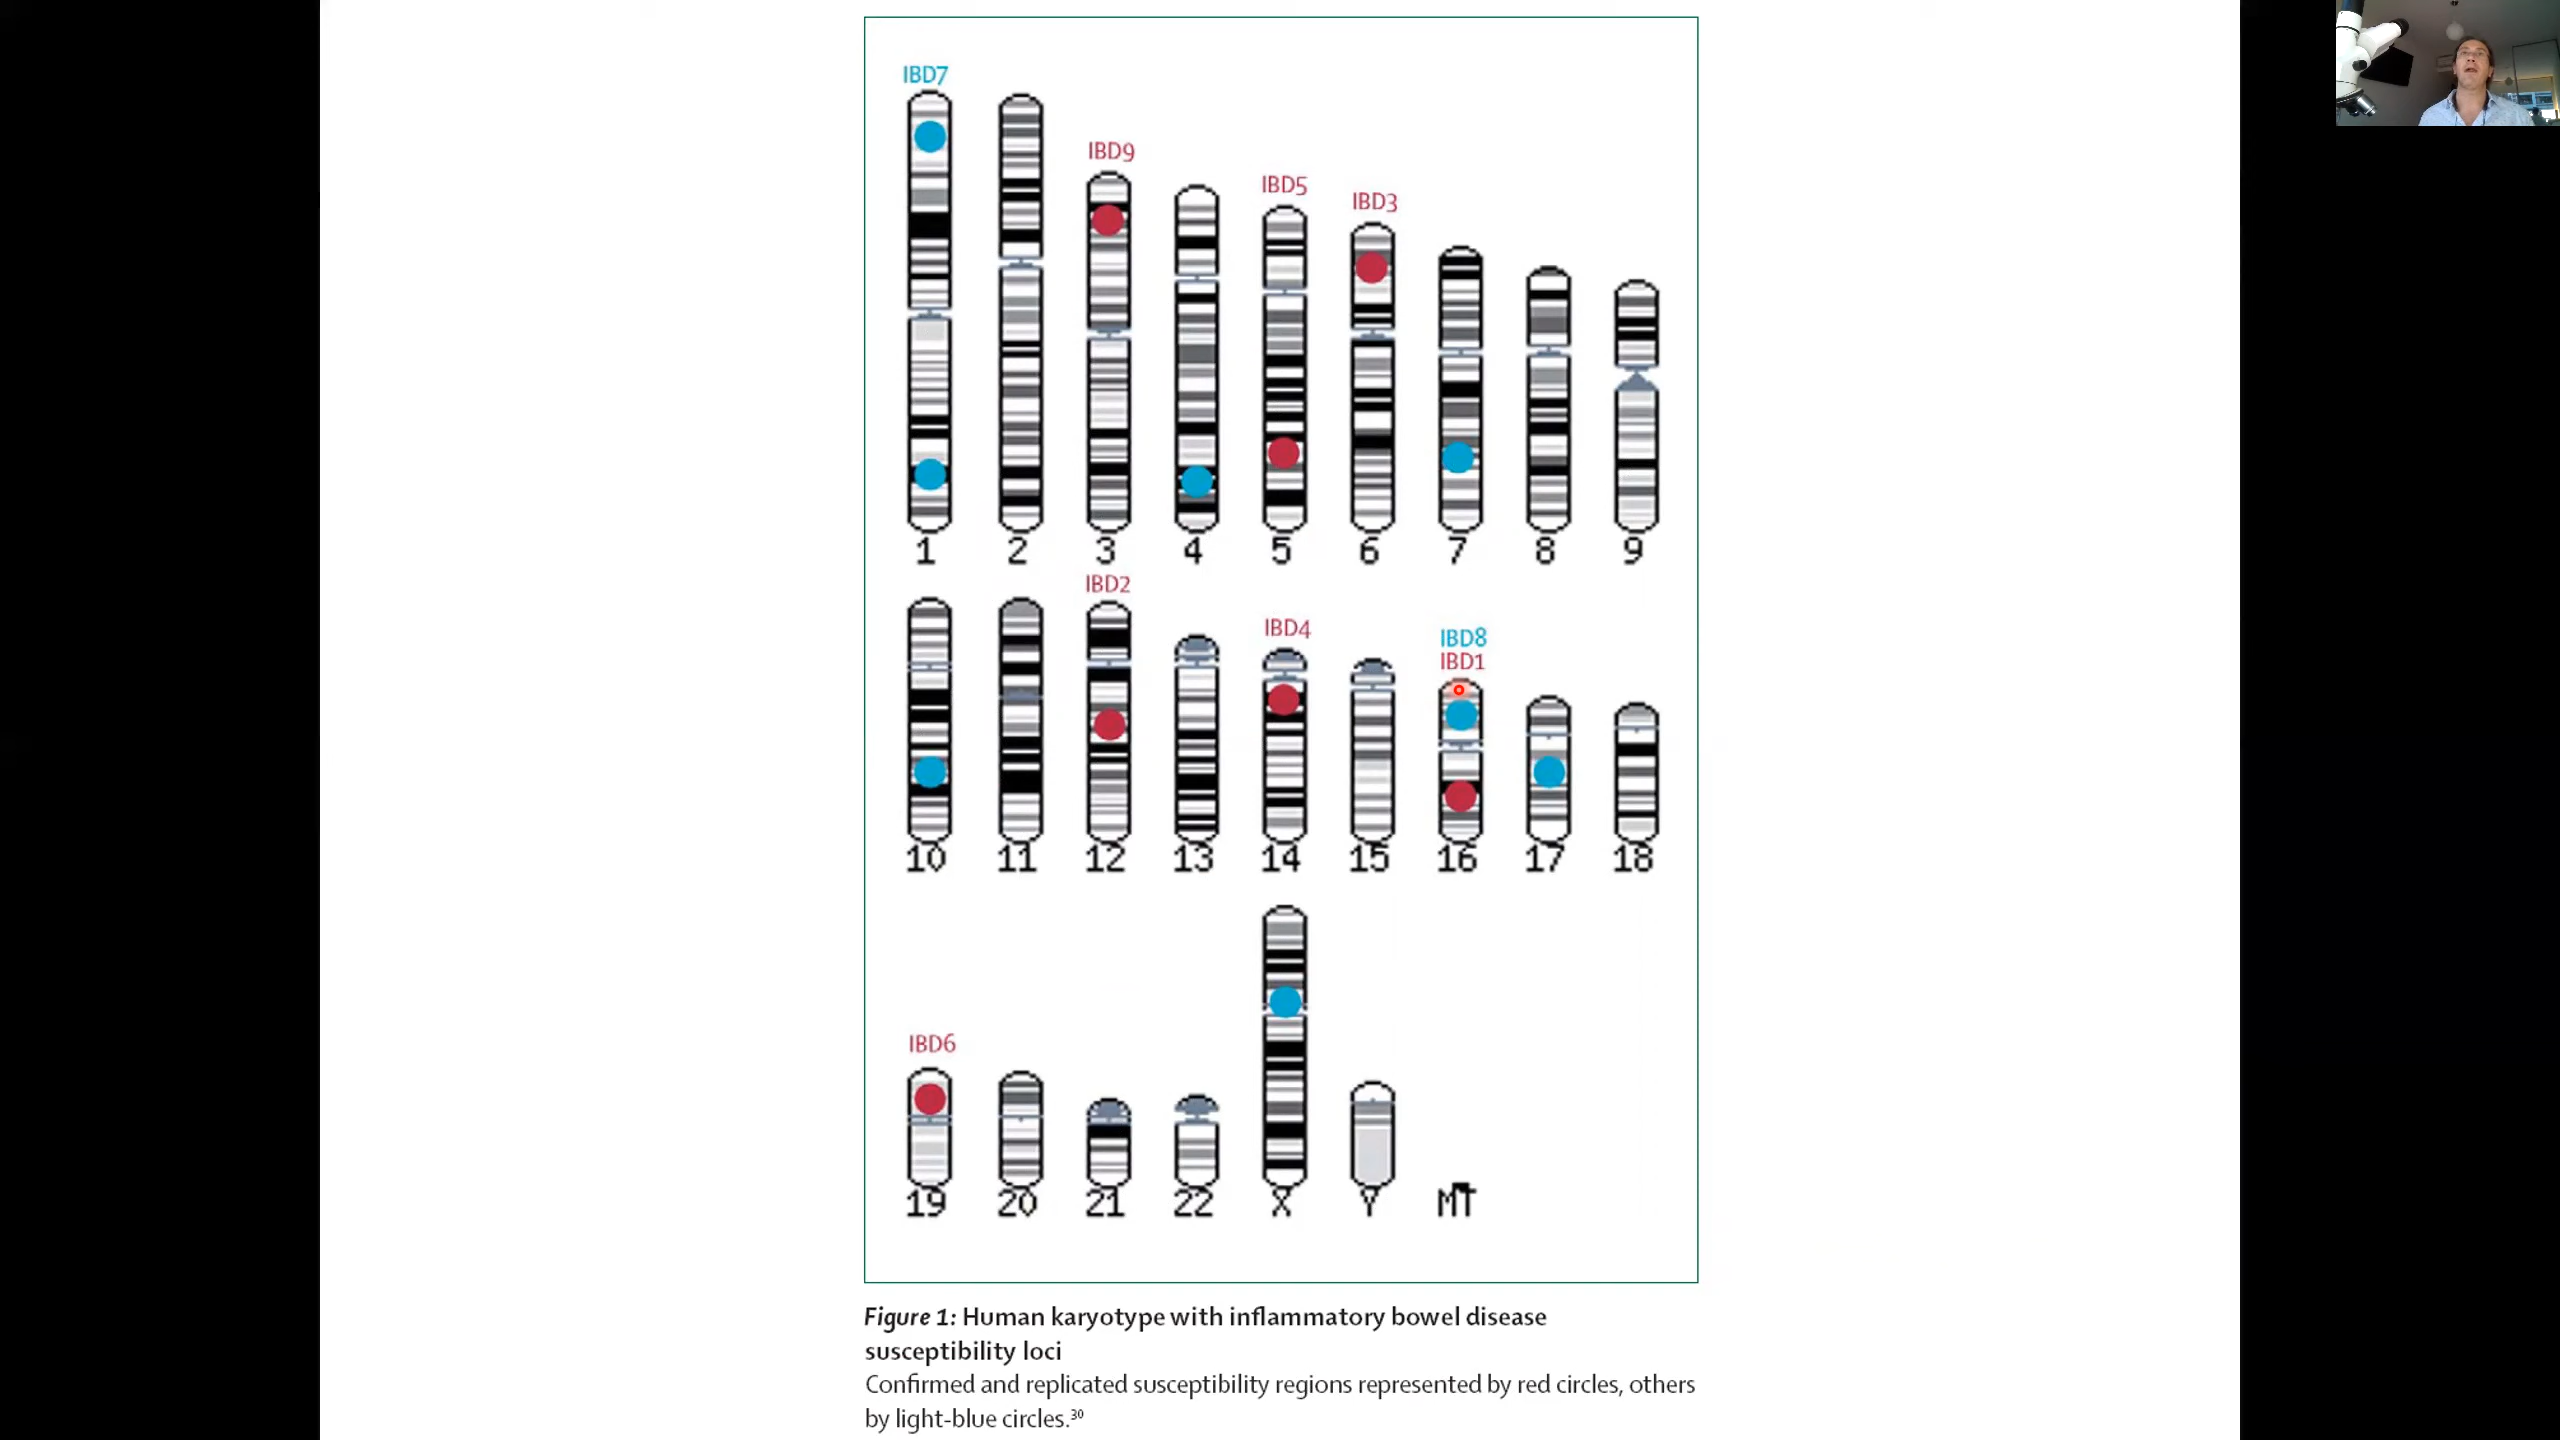 IBD7
IBD9
IBD5
IBD3
1 2 3 4 5 6 7 8 9
IBD2
IBD4
IBD8
IBD1
10 11 12 13 14 15 16 17 18
IBD6
19 20 21 22 X Y MT
Figure 1: Human karyotype with inflammatory bowel disease
susceptibility loci
Confirmed and replicated susceptibility regions represented by red circles, others
by light-blue circles.³⁰